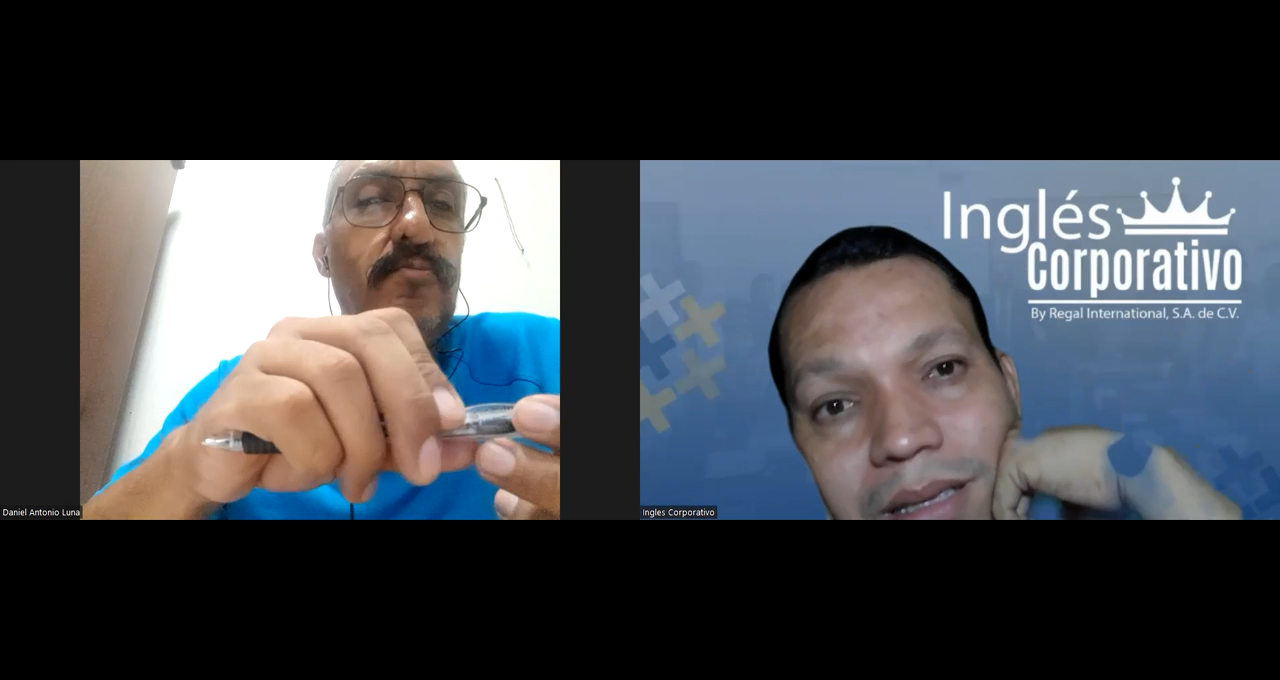 Inglés
Corporativo
By Regal International, S.A. de C.V.
Daniel Antonio Luna
Ingles Corporativo